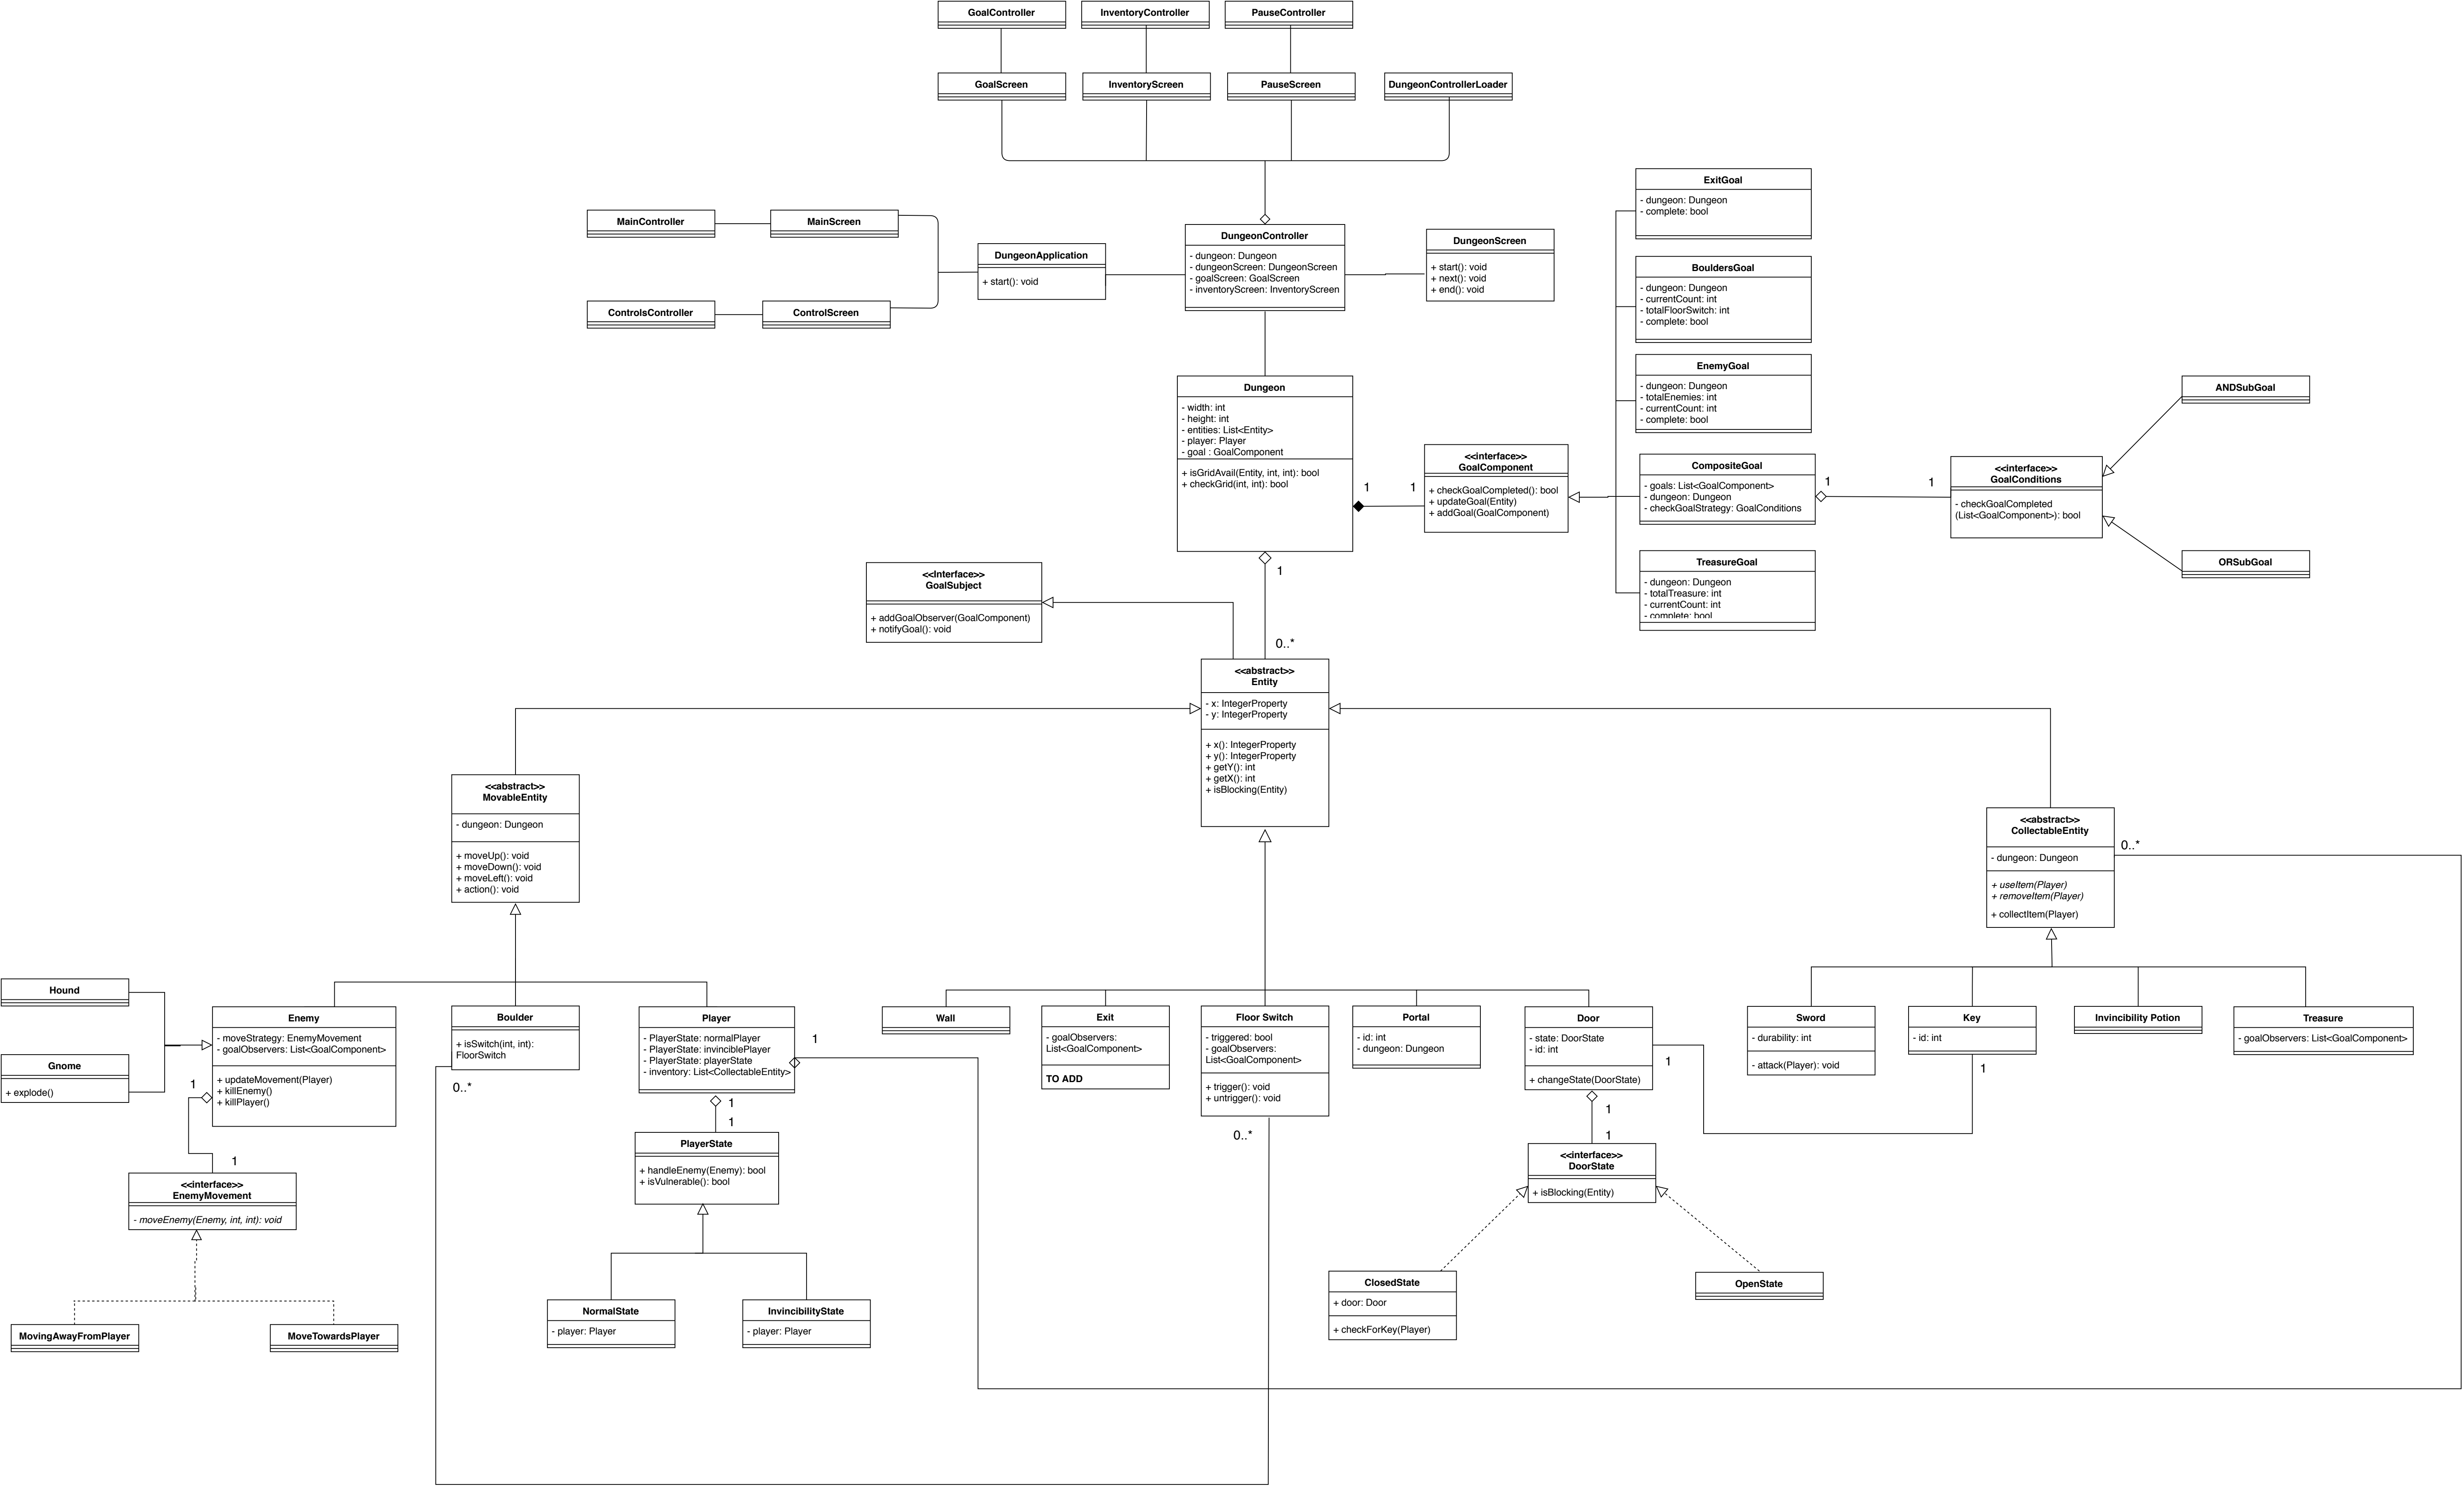 GoalController
InventoryController
PauseController
GoalScreen
InventoryScreen
PauseScreen
DungeonControllerLoader
MainController
MainScreen
ControlsController
ControlScreen
DungeonApplication
+ start(): void
DungeonController
- dungeon: Dungeon
- dungeonScreen: DungeonScreen
- goalScreen: GoalScreen
- inventoryScreen: InventoryScreen
DungeonScreen
+ start(): void
+ next(): void
+ end(): void
ExitGoal
- dungeon: Dungeon
- complete: bool
BouldersGoal
- dungeon: Dungeon
- currentCount: int
- totalFloorSwitch: int
- complete: bool
EnemyGoal
- dungeon: Dungeon
- totalEnemies: int
- currentCount: int
- complete: bool
CompositeGoal
- goals: List<GoalComponent>
- dungeon: Dungeon
- checkGoalStrategy: GoalConditions
TreasureGoal
- dungeon: Dungeon
- totalTreasure: int
- currentCount: int
- complete: bool
1
1
<<interface>>
GoalConditions
- checkGoalCompleted
(List<GoalComponent>): bool
ANDSubGoal
ORSubGoal
Dungeon
- width: int
- height: int
- entities: List<Entity>
- player: Player
- goal : GoalComponent
+ isGridAvail(Entity, int, int): bool
+ checkGrid(int, int): bool
1
1
<<interface>>
GoalComponent
+ checkGoalCompleted(): bool
+ updateGoal(Entity)
+ addGoal(GoalComponent)
1
0..*
<<Interface>>
GoalSubject
+ addGoalObserver(GoalComponent)
+ notifyGoal(): void
<<abstract>>
Entity
- x: IntegerProperty
- y: IntegerProperty
+ x(): IntegerProperty
+ y(): IntegerProperty
+ getY(): int
+ getX(): int
+ isBlocking(Entity)
<<abstract>>
MovableEntity
- dungeon: Dungeon
+ moveUp(): void
+ moveDown(): void
+ moveLeft(): void
+ action(): void
<<abstract>>
CollectableEntity
- dungeon: Dungeon
+ useItem(Player)
+ removeItem(Player)
+ collectItem(Player)
0..*
Hound
Gnome
+ explode()
Enemy
- moveStrategy: EnemyMovement
- goalObservers: List<GoalComponent>
+ updateMovement(Player)
+ killEnemy()
+ killPlayer()
1
1
<<interface>>
EnemyMovement
- moveEnemy(Enemy, int, int): void
MovingAwayFromPlayer
MoveTowardsPlayer
Boulder
+ isSwitch(int, int):
FloorSwitch
0..*
Player
- PlayerState: normalPlayer
- PlayerState: invinciblePlayer
- PlayerState: playerState
- inventory: List<CollectableEntity>
1
1
1
PlayerState
+ handleEnemy(Enemy): bool
+ isVulnerable(): bool
NormalState
- player: Player
InvincibilityState
- player: Player
Wall
Exit
- goalObservers:
List<GoalComponent>
TO ADD
Floor Switch
- triggered: bool
- goalObservers:
List<GoalComponent>
+ trigger(): void
+ untrigger(): void
0..*
Portal
- id: int
- dungeon: Dungeon
Door
- state: DoorState
- id: int
+ changeState(DoorState)
1
1
1
<<interface>>
DoorState
+ isBlocking(Entity)
ClosedState
+ door: Door
+ checkForKey(Player)
OpenState
Sword
- durability: int
- attack(Player): void
Key
- id: int
1
Invincibility Potion
Treasure
- goalObservers: List<GoalComponent>